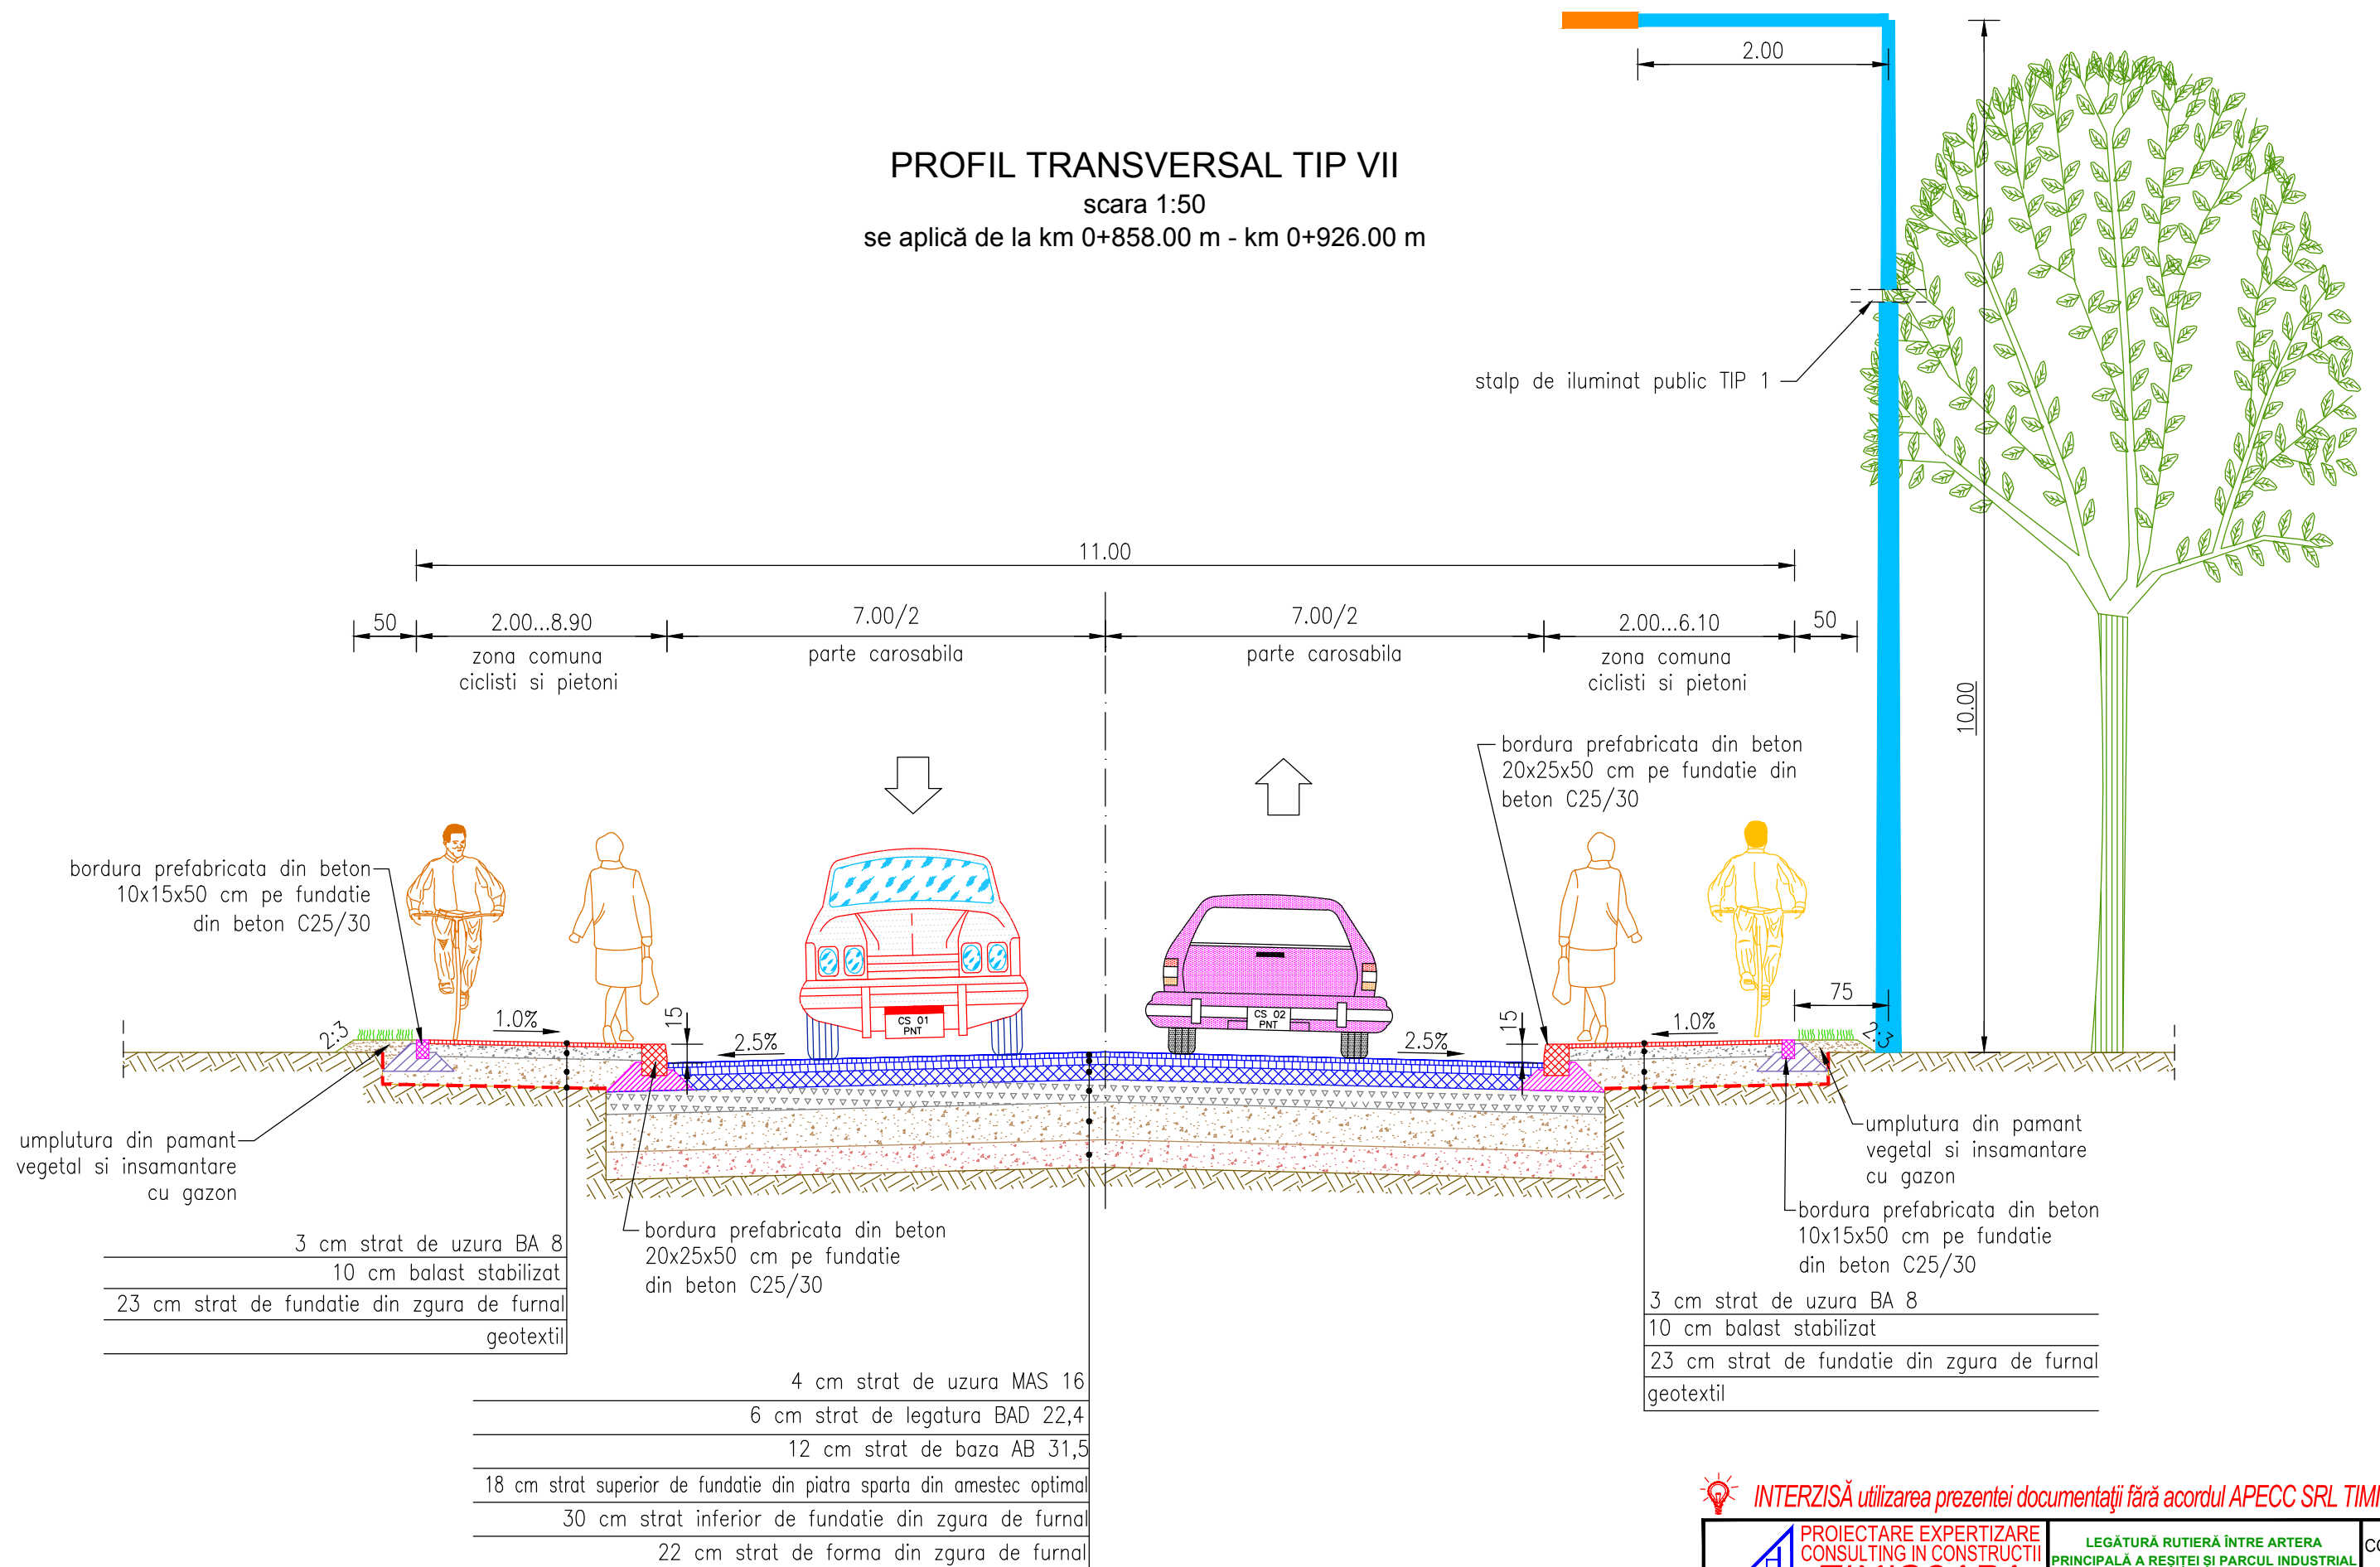 2.00
PROFIL TRANSVERSAL TIP VII
scara 1:50
se aplică de la km 0+858.00 m - km 0+926.00 m
stalp de iluminat public TIP 1
11.00
50
2.00...8.90
7.00/2
7.00/2
2.00...6.10
50
zona comuna
ciclisti si pietoni
parte carosabila
parte carosabila
zona comuna
ciclisti si pietoni
10.00
bordura prefabricata din beton
20x25x50 cm pe fundatie din
beton C25/30
bordura prefabricata din beton
10x15x50 cm pe fundatie
din beton C25/30
CS 01
PNT
CS 02
PNT
75
2:3
1.0%
15
2.5%
2.5%
15
1.0%
2:3
umplutura din pamant
vegetal si insamantare
cu gazon
umplutura din pamant
vegetal si insamantare
cu gazon
bordura prefabricata din beton
20x25x50 cm pe fundatie
din beton C25/30
bordura prefabricata din beton
10x15x50 cm pe fundatie
din beton C25/30
3 cm strat de uzura BA 8
10 cm balast stabilizat
23 cm strat de fundatie din zgura de furnal
geotextil
3 cm strat de uzura BA 8
10 cm balast stabilizat
23 cm strat de fundatie din zgura de furnal
geotextil
4 cm strat de uzura MAS 16
6 cm strat de legatura BAD 22,4
12 cm strat de baza AB 31,5
18 cm strat superior de fundatie din piatra sparta din amestec optimal
30 cm strat inferior de fundatie din zgura de furnal
22 cm strat de forma din zgura de furnal
INTERZISĂ utilizarea prezentei documentaţii fără acordul APECC SRL
PROIECTARE EXPERTIZARE
CONSULTING IN CONSTRUCTII
LEGĂTURĂ RUTIERĂ ÎNTRE ARTERA
PRINCIPALĂ A REŞIŢEI ŞI PARCUL INDUSTRIAL